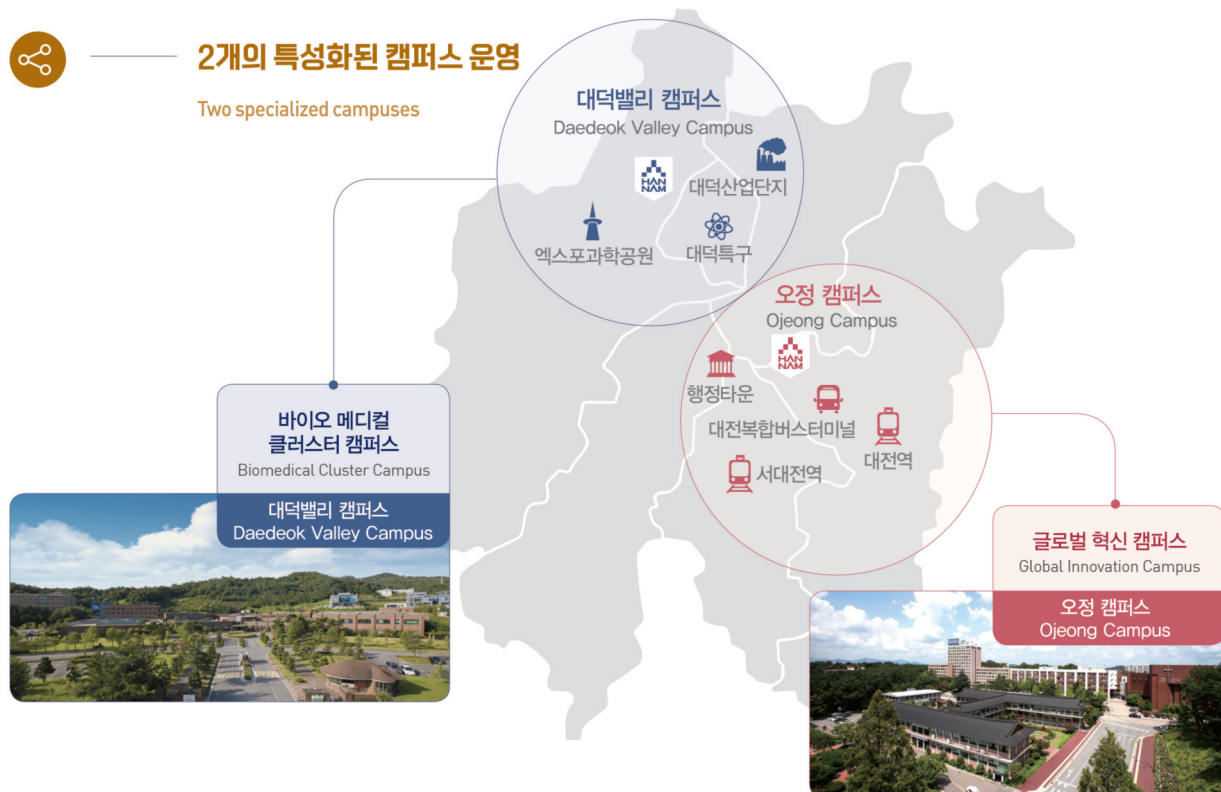 2개의 특성화된 캠퍼스 운영
Two specialized campuses
대덕밸리 캠퍼스
Daedeok Valley Campus
HAN
NAM
대덕산업단지
엑스포과학공원
대덕특구
오정 캠퍼스
Ojeong Campus
HAN
NAM
행정타운
대전복합버스터미널
대전역
서대전역
바이오 메디컬
클러스터 캠퍼스
Biomedical Cluster Campus
대덕밸리 캠퍼스
Daedeok Valley Campus
글로벌 혁신 캠퍼스
Global Innovation Campus
오정 캠퍼스
Ojeong Campus